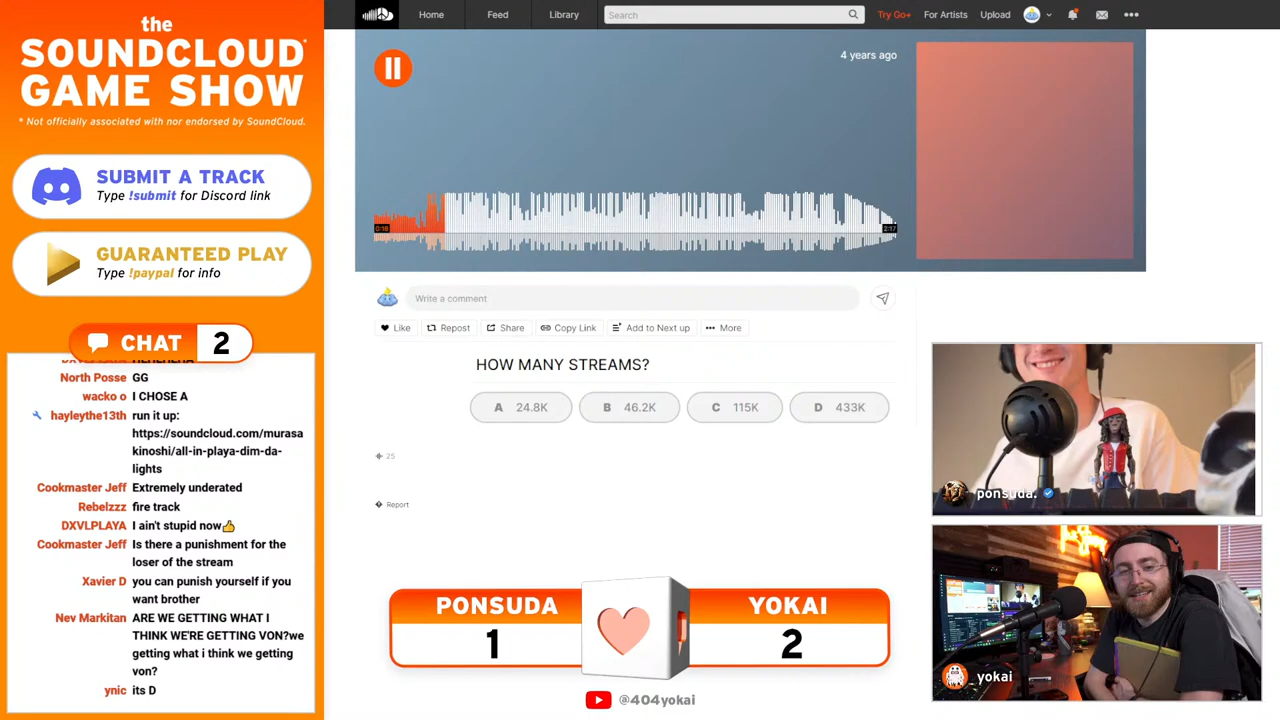 the
SOUNDCLOUD
GAME SHOW
* Not officially associated with nor endorsed by SoundCloud.
SUBMIT A TRACK
Type !submit for Discord link
GUARANTEED PLAY
Type !paypal for info
CHAT 2
North Posse GG
wacko o I CHOSE A
hayleythe13th run it up:
https://soundcloud.com/murasa
kinoshi/all-in-playa-dim-da-
lights
Cookmaster Jeff Extremely underated
Rebelzzz fire track
DXVLPLAYA I ain't stupid now👍
Cookmaster Jeff Is there a punishment for the
loser of the stream
Xavier D you can punish yourself if you
want brother
Nev Markitan ARE WE GETTING WHAT I
THINK WE'RE GETTING VON?we
getting what i think we getting
von?
ynic its D
Home Feed Library Search Try Go+ For Artists Upload
4 years ago
0:18 2:17
Write a comment
Like Repost Share Copy Link Add to Next up More
HOW MANY STREAMS?
A 24.8K B 46.2K C 115K D 433K
25
Report
ponsuda.
yokai
PONSUDA YOKAI
1 2
@404yokai